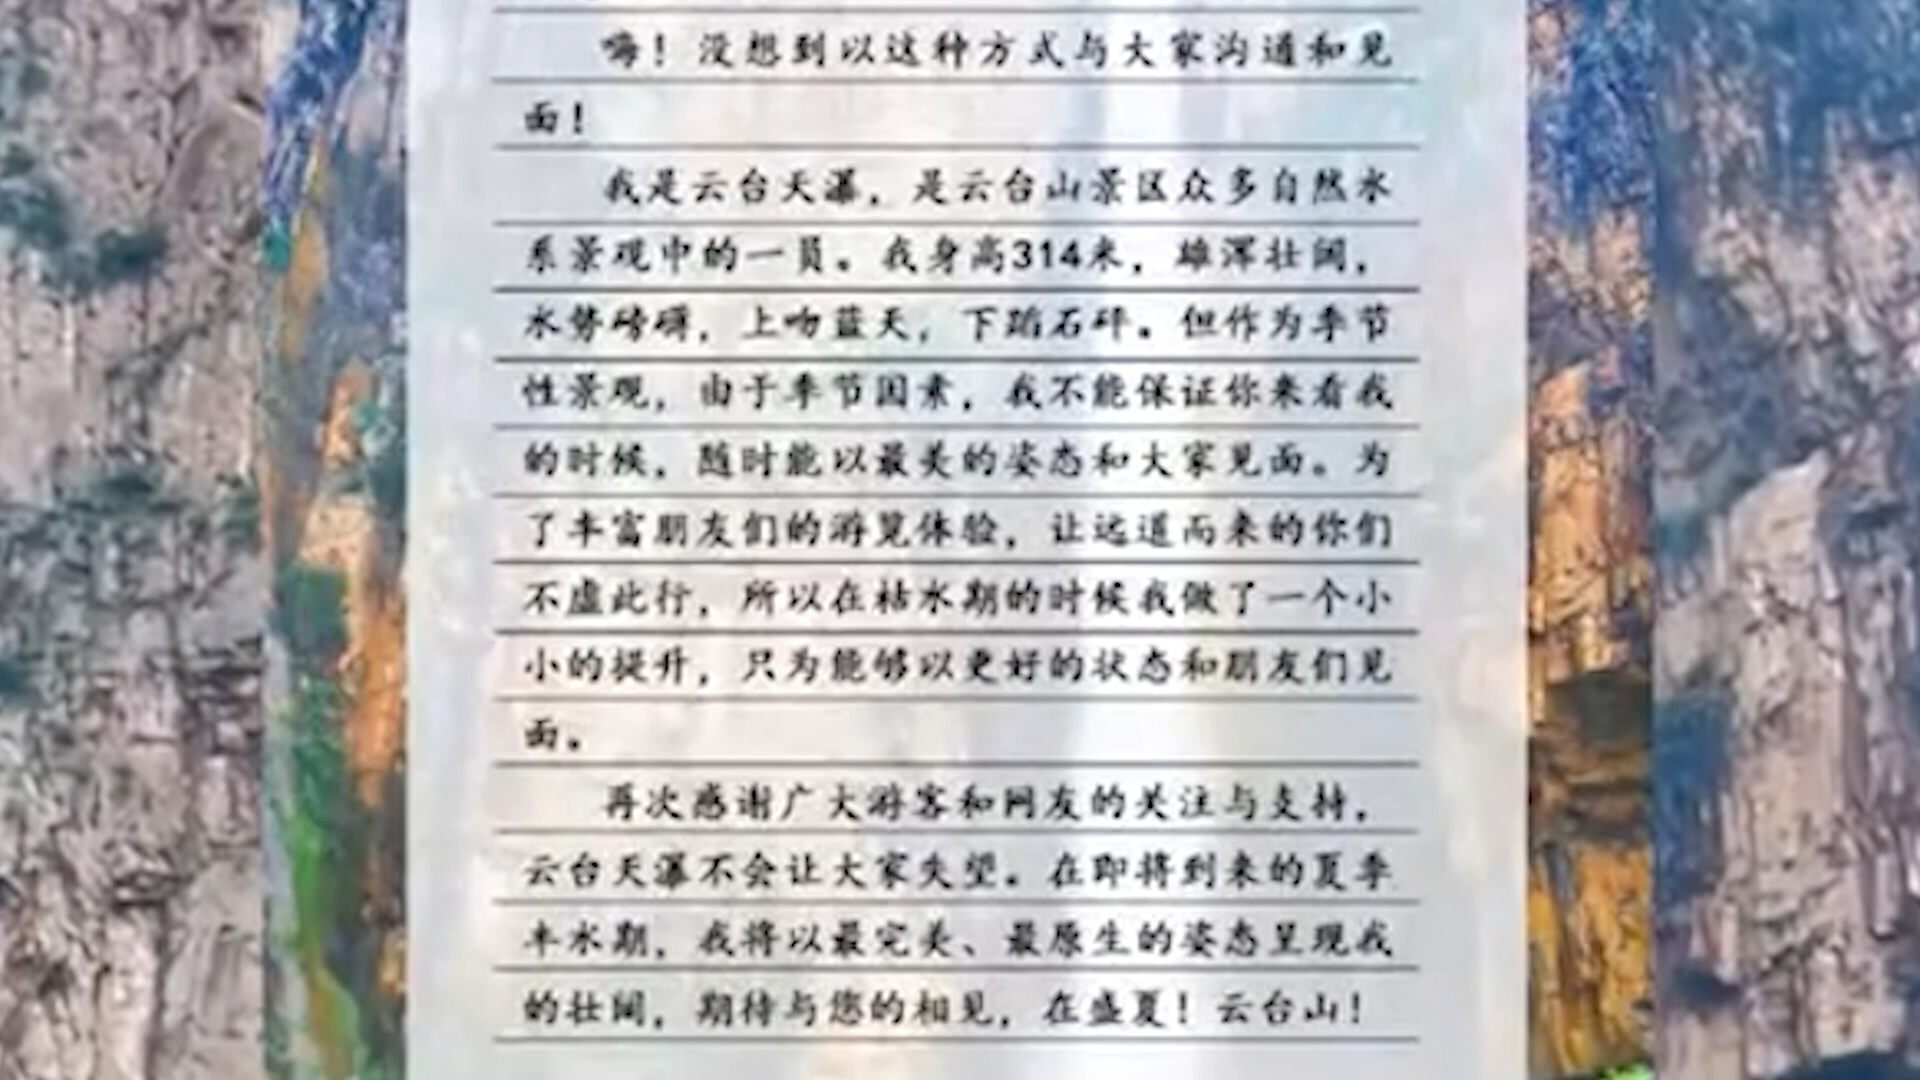 嗨！没想到以这种方式与大家沟通和见
面！
我是云台天瀑，是云台山景区众多自然水
系景观中的一员。我身高314米，雄浑壮阔，
水势磅礴，上吻蓝天，下蹈石砰。但作为季节
性景观，由于季节因素，我不能保证你来看我
的时候，随时能以最美的姿态和大家见面。为
了丰富朋友们的游览体验，让远道而来的你们
不虚此行，所以在枯水期的时候我做了一个小
小的提升，只为能够以更好的状态和朋友们见
面。
再次感谢广大游客和网友的关注与支持，
云台天瀑不会让大家失望。在即将到来的夏季
丰水期，我将以最完美、最原生的姿态呈现我
的壮阔，期待与您的相见，在盛夏！云台山！